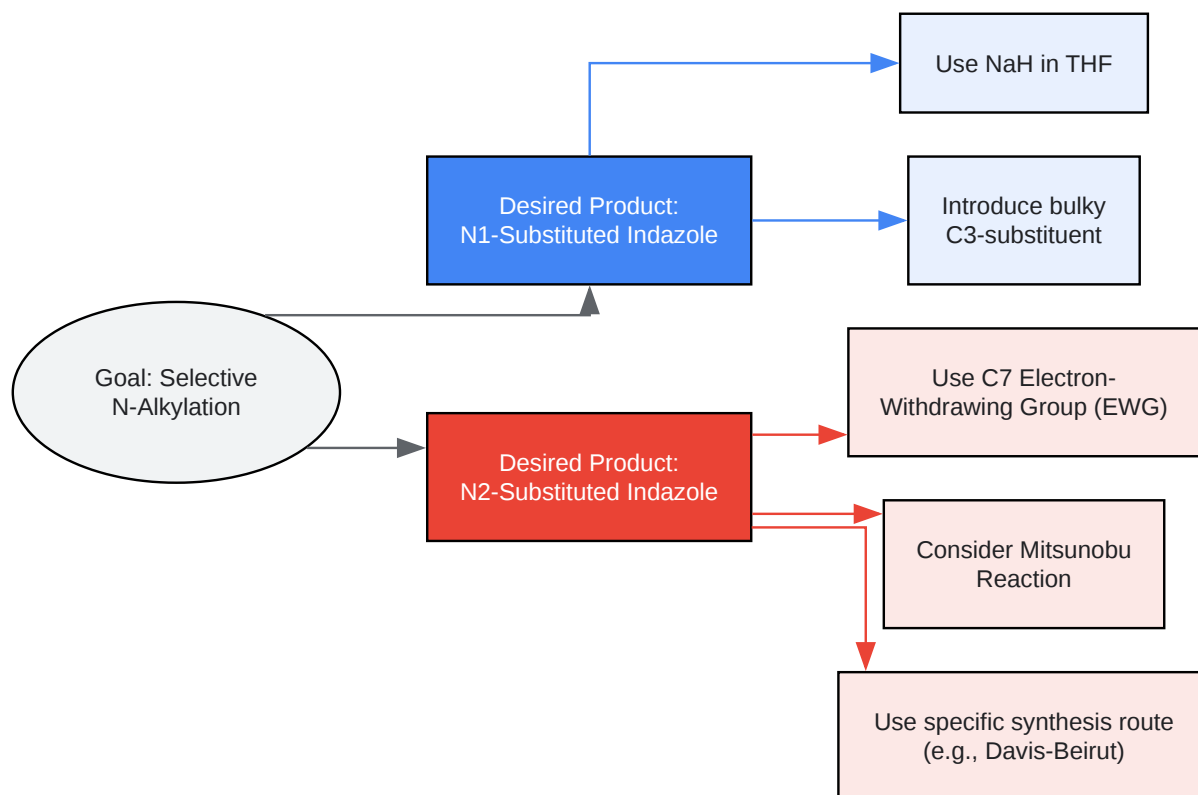 Use NaH in THF
Desired Product:
N1-Substituted Indazole
Introduce bulky
C3-substituent
Goal: Selective
N-Alkylation
Use C7 Electron-
Withdrawing Group (EWG)
Desired Product:
N2-Substituted Indazole
Consider Mitsunobu
Reaction
Use specific synthesis route
(e.g., Davis-Beirut)